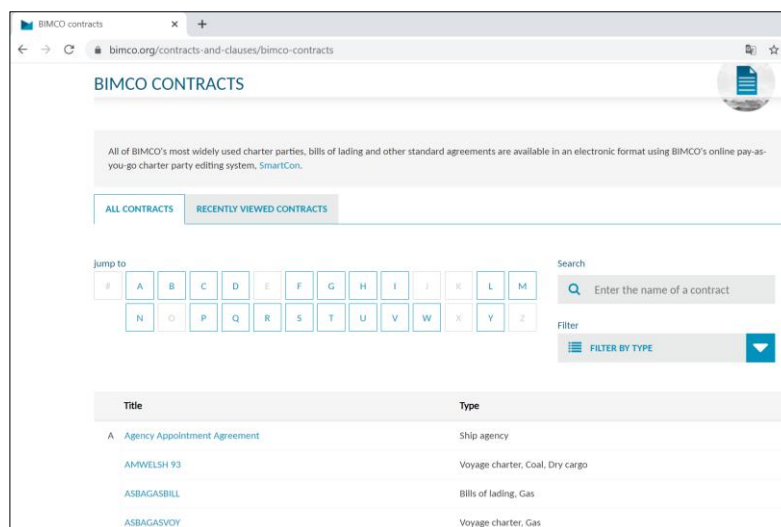 BIMCO contracts
bimco.org/contracts-and-clauses/bimco-contracts
BIMCO CONTRACTS
All of BIMCO's most widely used charter parties, bills of lading and other standard agreements are available in an electronic format using BIMCO's online pay-as-
you-go charter party editing system, SmartCon.
ALL CONTRACTS RECENTLY VIEWED CONTRACTS
Jump to
# A B C D E F G H I J K L M
N O P Q R S T U V W X Y Z
Search
Enter the name of a contract
Filter
FILTER BY TYPE
Title Type
A Agency Appointment Agreement Ship agency
AMWELSH 93 Voyage charter, Coal, Dry cargo
ASBAGASBILL Bills of lading, Gas
ASBAGASVOY Voyage charter, Gas